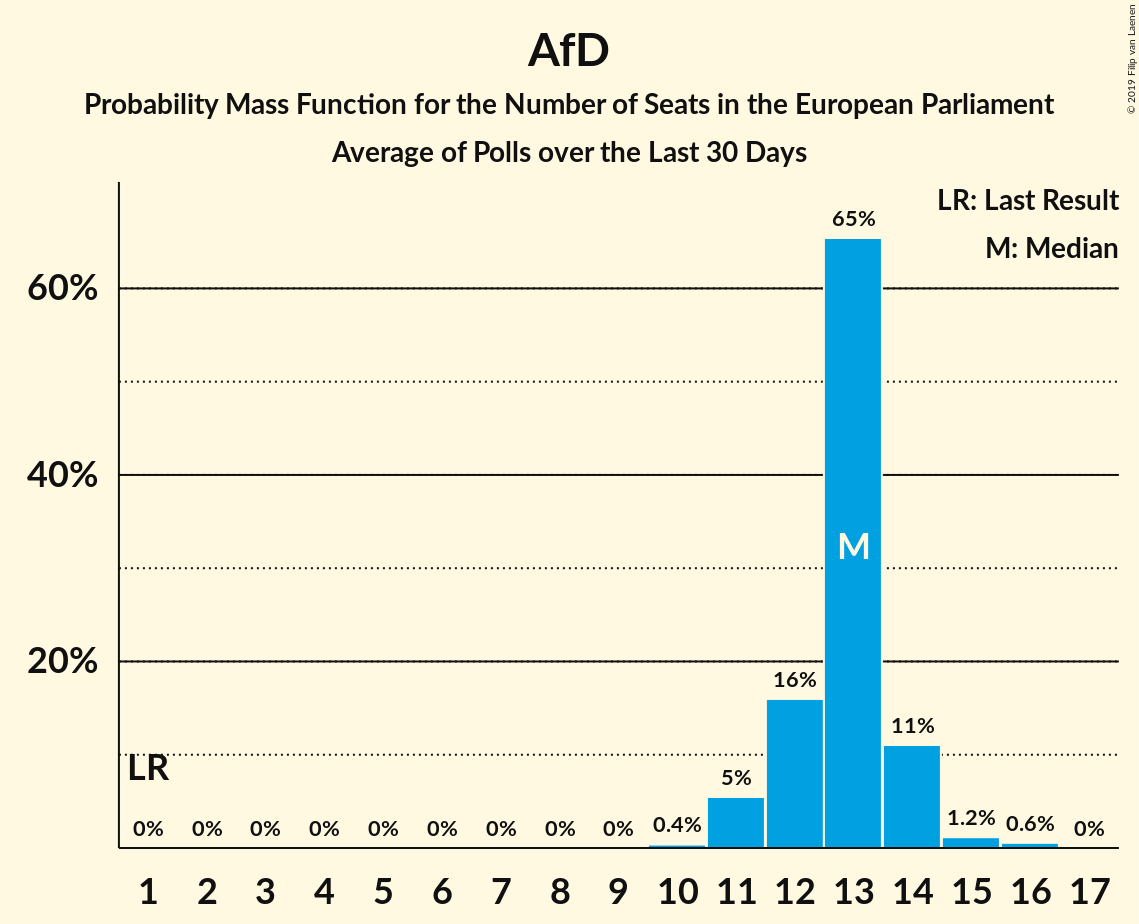 AfD
Probability Mass Function for the Number of Seats in the European Parliament
Average of Polls over the Last 30 Days
© 2019 Filip van Laenen
LR: Last Result
M: Median
60%
40%
20%
65%
M
16%
11%
LR
5%
0% 0% 0% 0% 0% 0% 0% 0% 0% 0.4% 1.2% 0.6% 0%
1 2 3 4 5 6 7 8 9 10 11 12 13 14 15 16 17